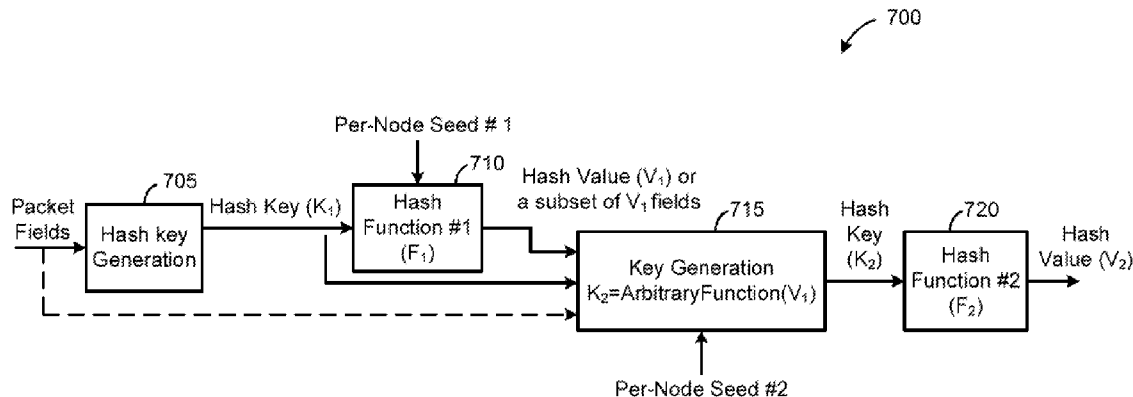 700
Per-Node Seed # 1
705
710
Hash Value (V₁) or
a subset of V₁ fields
Packet
Fields
Hash key
Generation
Hash Key (K₁)
Hash
Function #1
(F₁)
715
Key Generation
K₂=ArbitraryFunction(V₁)
Hash
Key
(K₂)
720
Hash
Function #2
(F₂)
Hash
Value (V₂)
Per-Node Seed #2